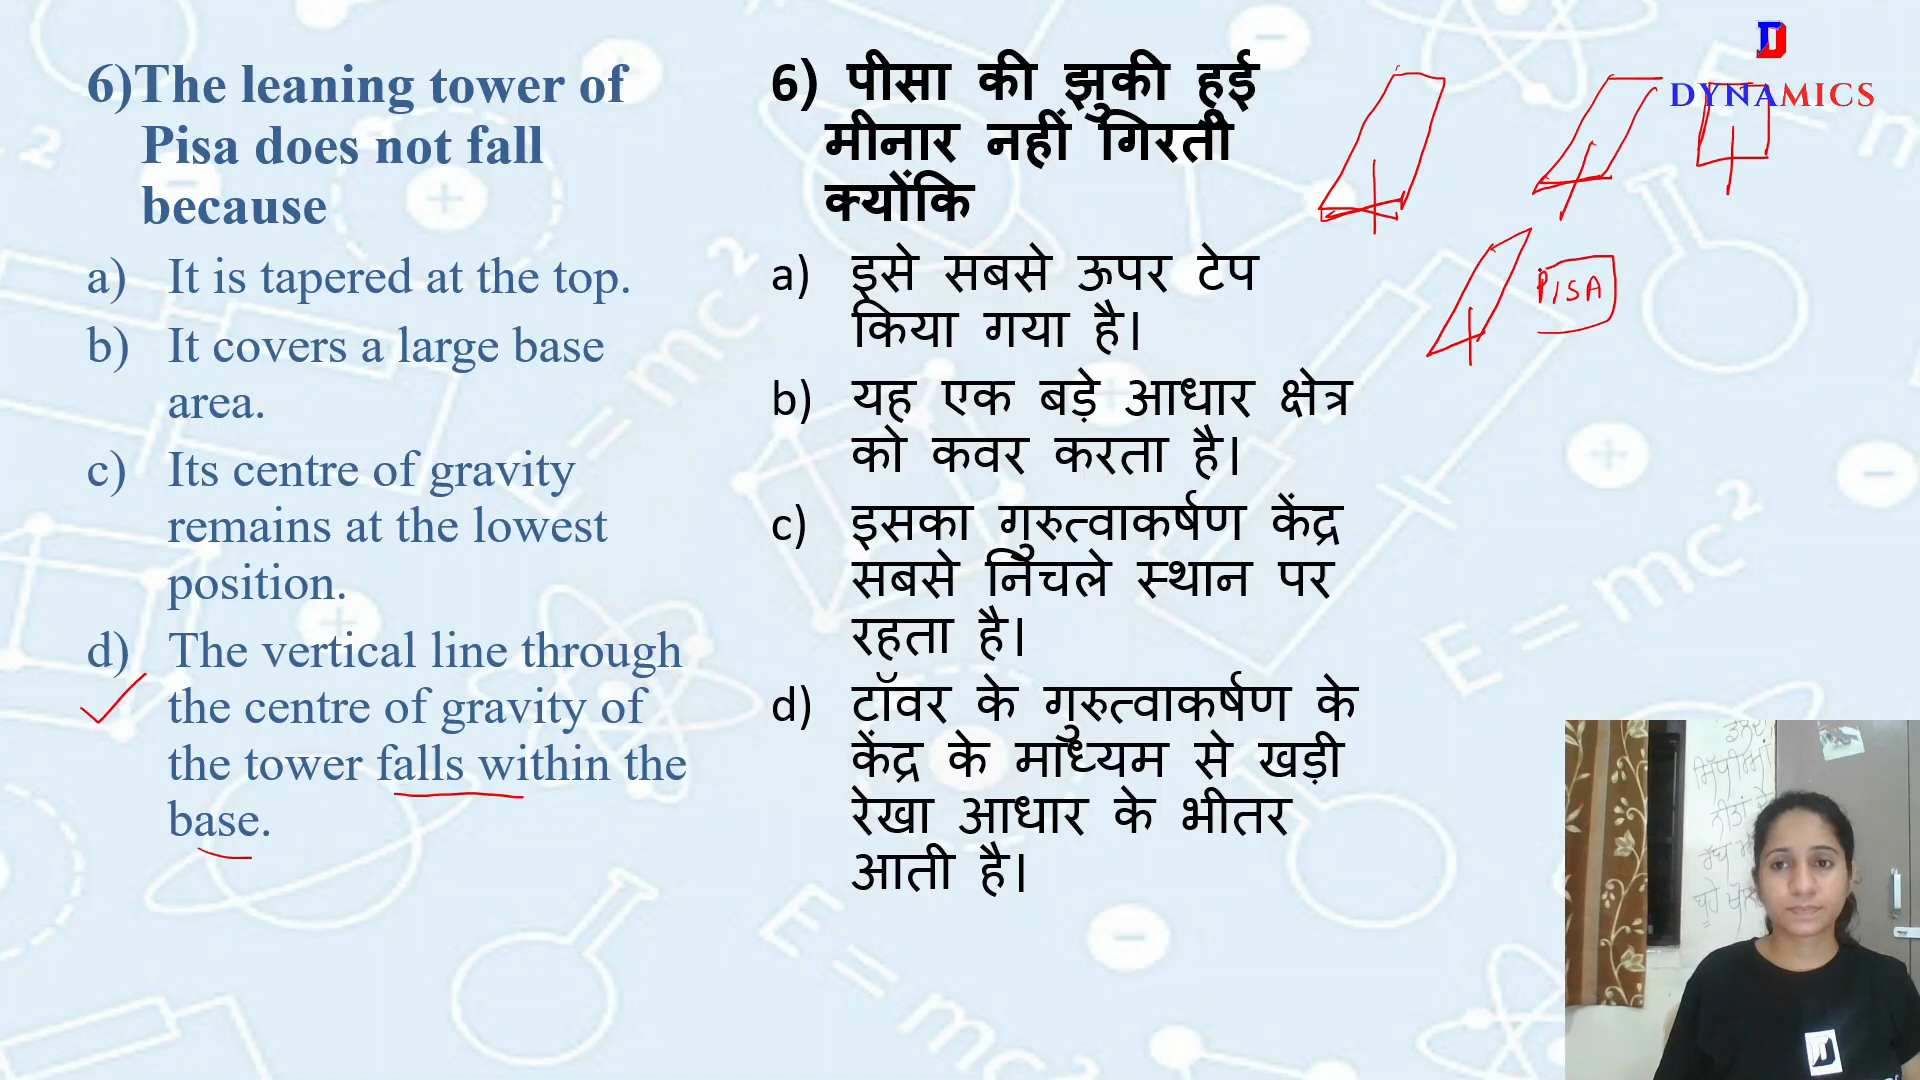 6)The leaning tower of
Pisa does not fall
because
a) It is tapered at the top.
b) It covers a large base
area.
c) Its centre of gravity
remains at the lowest
position.
d) The vertical line through
the centre of gravity of
the tower falls within the
base.
6) पीसा की झुकी हुई
मीनार नहीं गिरती
क्योंकि
a) इसे सबसे ऊपर टेप
किया गया है।
b) यह एक बड़े आधार क्षेत्र
को कवर करता है।
c) इसका गुरुत्वाकर्षण केंद्र
सबसे निचले स्थान पर
रहता है।
d) टॉवर के गुरुत्वाकर्षण के
केंद्र के माध्यम से खड़ी
रेखा आधार के भीतर
आती है।
PISA
DYNAMICS
E = mc²
E = mc²
E = mc²